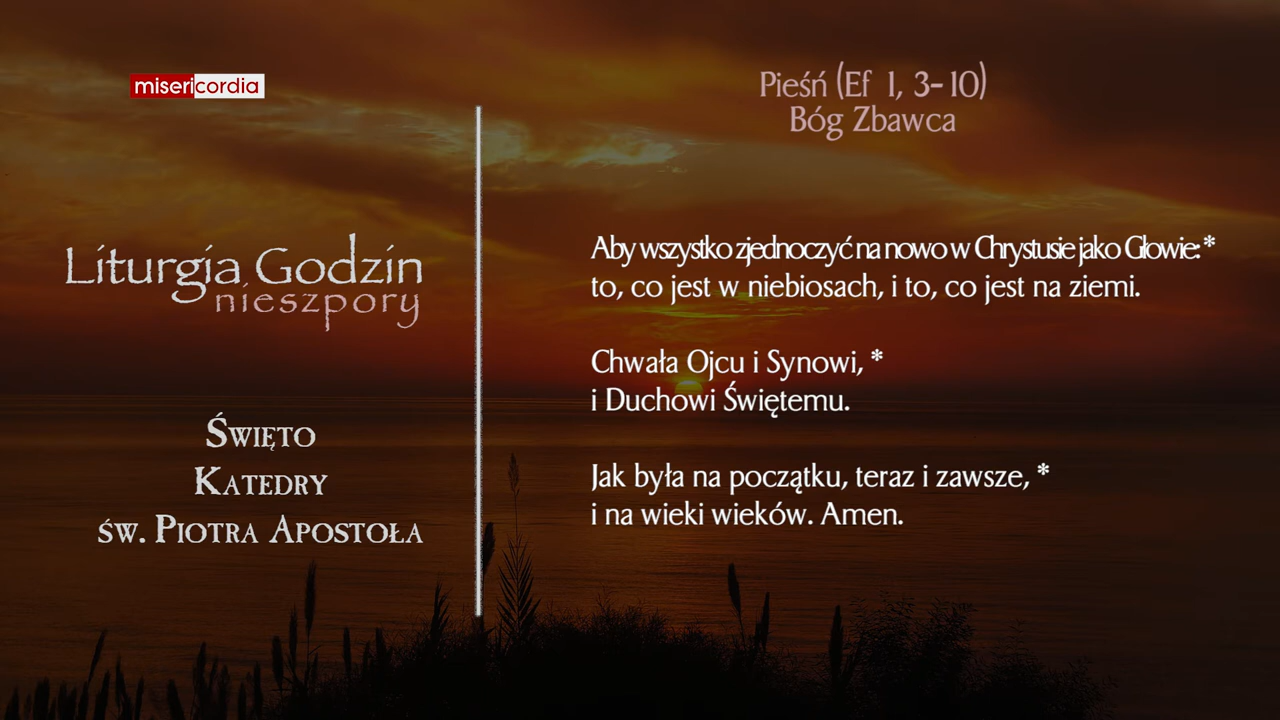 misericordia
Liturgia Godzin
nieszpory
Święto
Katedry
św. Piotra Apostoła
Pieśń (Ef 1, 3-10)
Bóg Zbawca
Aby wszystko zjednoczyć na nowo w Chrystusie jako Głowie: *
to, co jest w niebiosach, i to, co jest na ziemi.
Chwała Ojcu i Synowi, *
i Duchowi Świętemu.
Jak była na początku, teraz i zawsze, *
i na wieki wieków. Amen.